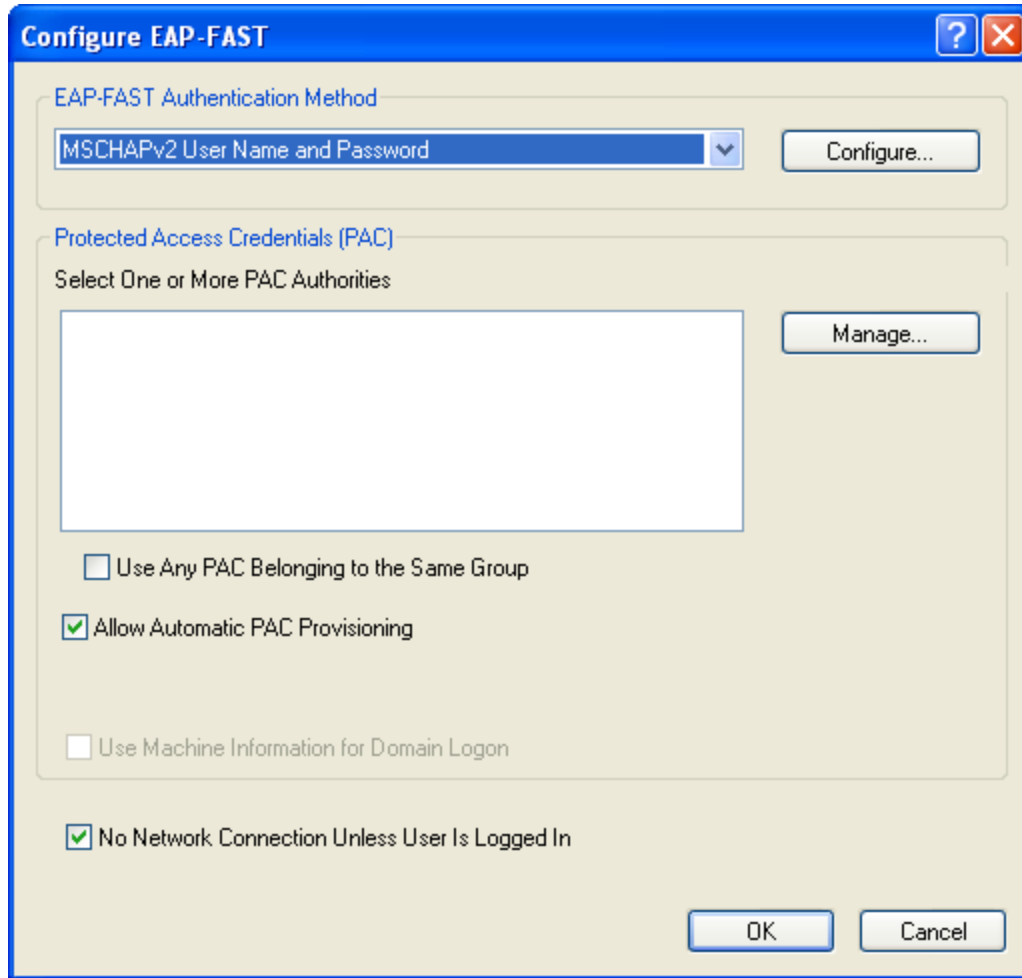 Configure EAP-FAST
EAP-FAST Authentication Method
MSCHAPv2 User Name and Password
Configure...
Protected Access Credentials (PAC)
Select One or More PAC Authorities
Manage...
Use Any PAC Belonging to the Same Group
Allow Automatic PAC Provisioning
Use Machine Information for Domain Logon
No Network Connection Unless User Is Logged In
OK
Cancel